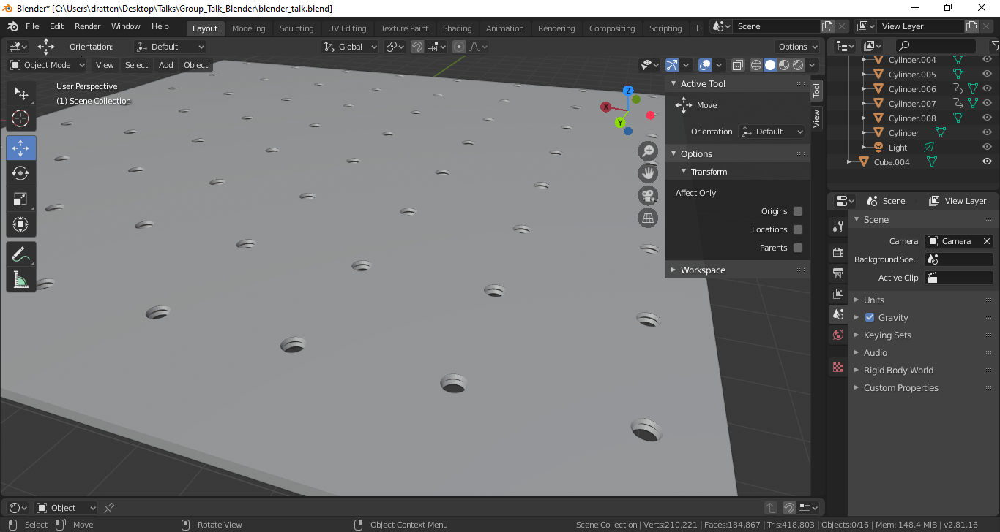 Blender* [C:\Users\dratten\Desktop\Talks\Group_Talk_Blender\blender_talk.blend]
File Edit Render Window Help Layout Modeling Sculpting UV Editing Texture Paint Shading Animation Rendering Compositing Scripting + Scene View Layer
Orientation: Default Global Options
Object Mode View Select Add Object
User Perspective
(1) Scene Collection
Z
X
Y
Active Tool
Move
Orientation Default
Options
Transform
Affect Only
Origins
Locations
Parents
Workspace
Tool
View
Cylinder.004
Cylinder.005
Cylinder.006
Cylinder.007
Cylinder.008
Cylinder
Light
Cube.004
Scene View Layer
Scene
Camera Camera
Background Sce..
Active Clip
Units
Gravity
Keying Sets
Audio
Rigid Body World
Custom Properties
Object
Select Move Rotate View Object Context Menu Scene Collection | Verts:210,221 | Faces:184,867 | Tris:418,803 | Objects:0/16 | Mem: 148.4 MiB | v2.81.16